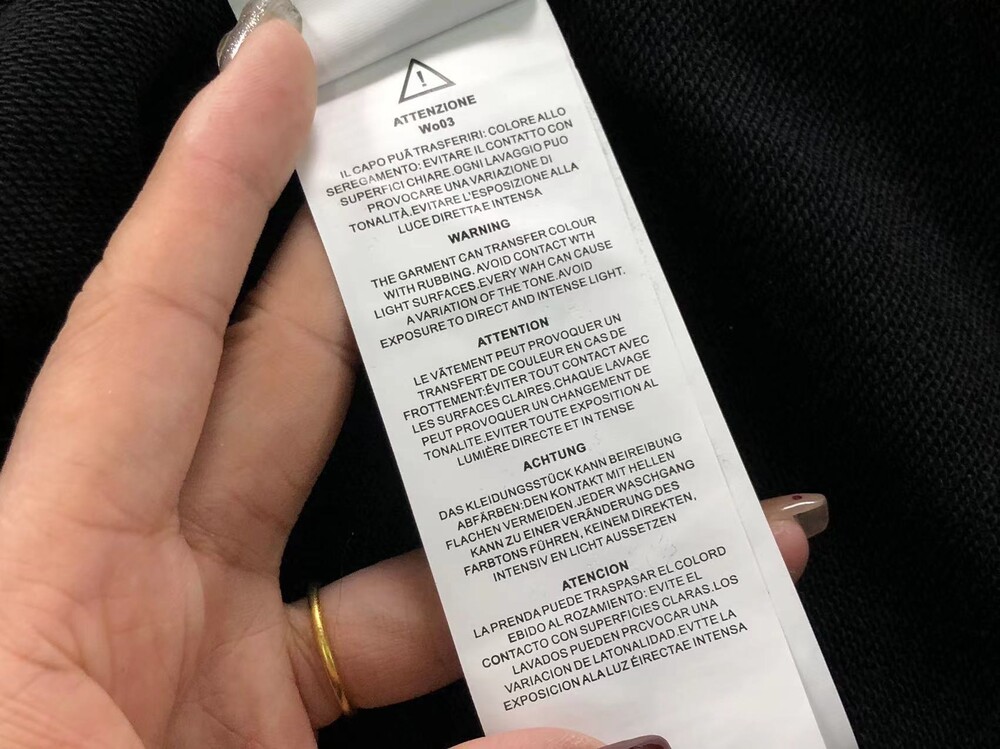 ATTENZIONE
Wo03
IL CAPO PUÃ TRASFERIRI: COLORE ALLO
SEREGAMENTO: EVITARE IL CONTATTO CON
SUPERFICI CHIARE.OGNI LAVAGGIO PUO
PROVOCARE UNA VARIAZIONE DI
TONALITÀ.EVITARE L'ESPOSIZIONE ALLA
LUCE DIRETTA E INTENSA
WARNING
THE GARMENT CAN TRANSFER COLOUR
WITH RUBBING. AVOID CONTACT WTH
LIGHT SURFACES.EVERY WAH CAN CAUSE
A VARIATION OF THE TONE.AVOID
EXPOSURE TO DIRECT AND INTENSE LIGHT.
ATTENTION
LE VÃTEMENT PEUT PROVOQUER UN
TRANSFERT DE COULEUR EN CAS DE
FROTTEMENT:ÉVITER TOUT CONTACT AVEC
LES SURFACES CLAIRES.CHAQUE LAVAGE
PEUT PROVOQUER UN CHANGEMENT DE
TONALITE.EVITER TOUTE EXPOSITION AL
LUMIÈRE DIRECTE ET IN TENSE
ACHTUNG
DAS KLEIDUNGSSTÜCK KANN BEIREIBUNG
ABFÄRBEN:DEN KONTAKT MIT HELLEN
FLACHEN VERMEIDEN.JEDER WASCHGANG
KANN ZU EINER VERÄNDERUNG DES
FARBTONS FÜHREN, KEINEM DIREKTEN,
INTENSIV EN LICHT AUSSETZEN
ATENCION
LA PRENDA PUEDE TRASPASAR EL COLORD
EBIDO AL ROZAMIENTO: EVITE EL
CONTACTO CON SUPERFICIES CLARAS.LOS
LAVADOS PUEDEN PRCVOCAR UNA
VARIACION DE LATONALIDAD.EVTTE LA
EXPOSICION ALA LUZ ÉIRECTAE INTENSA